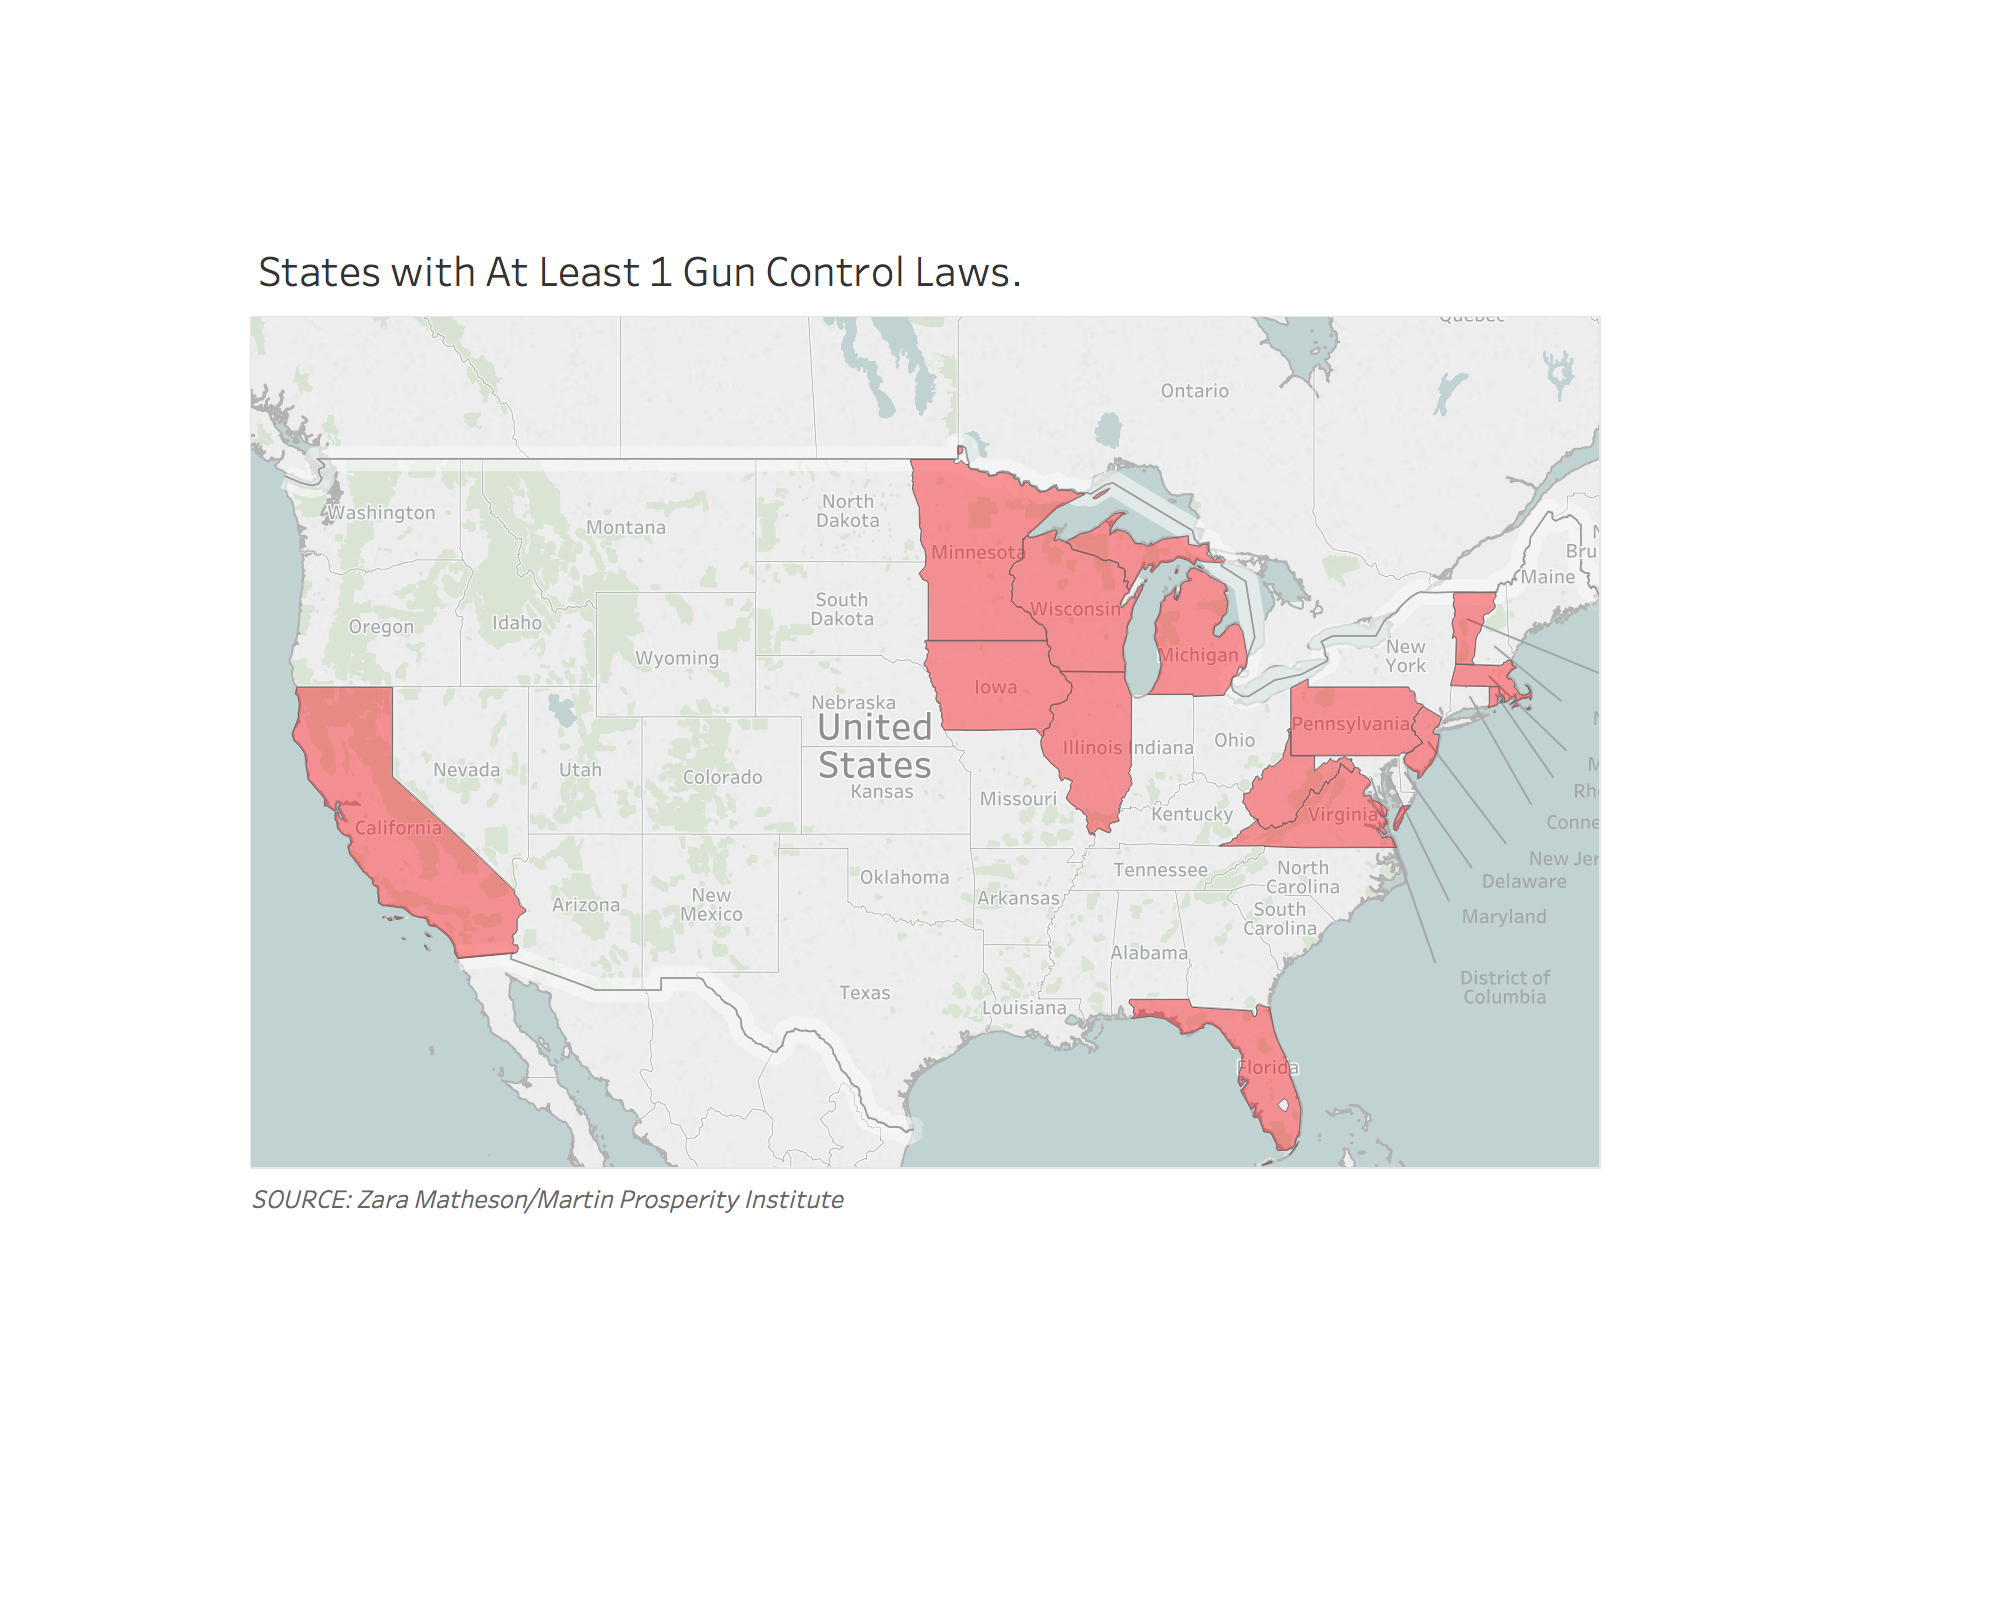 States with At Least 1 Gun Control Laws.
Quebec
Ontario
Washington
Montana
North
Dakota
Minnesota
Bru
Maine
Oregon
Idaho
South
Dakota
Wisconsin
Wyoming
Michigan
New
York
Iowa
Nebraska
United
States
Pennsylvania
Illinois
Indiana
Ohio
Nevada
Utah
Colorado
Kansas
Missouri
Kentucky
Virginia
M
Rho
Conne
California
New Jer
Delaware
Maryland
Tennessee
North
Carolina
Oklahoma
Arkansas
Arizona
New
Mexico
South
Carolina
Alabama
Texas
Louisiana
District of
Columbia
Florida
SOURCE: Zara Matheson/Martin Prosperity Institute